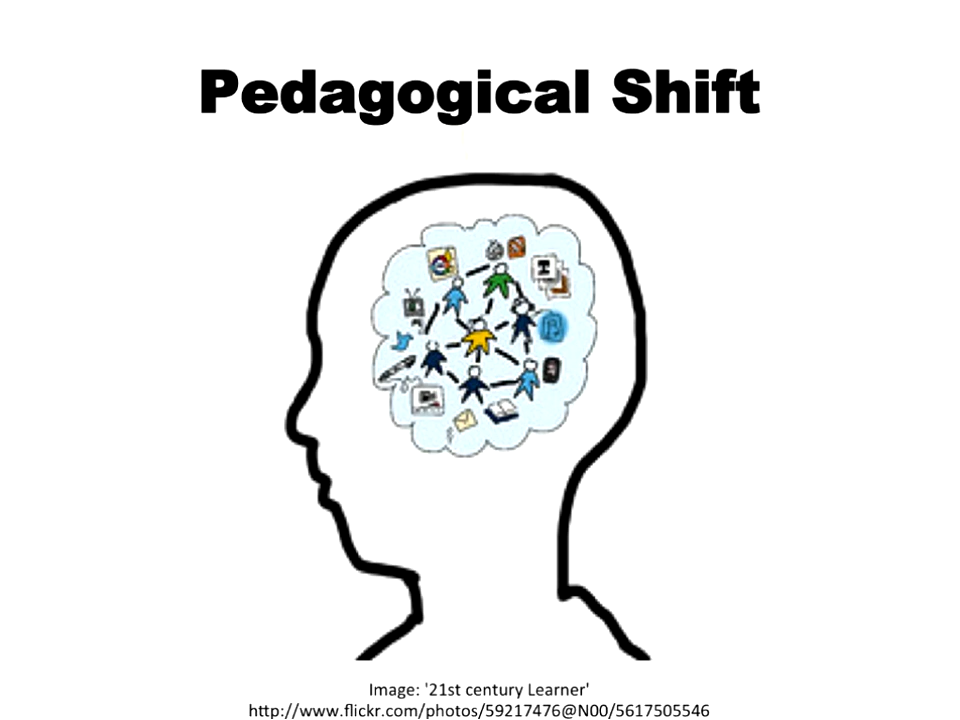 Pedagogical Shift
T
Image: '21st century Learner'
http://www.flickr.com/photos/59217476@N00/5617505546